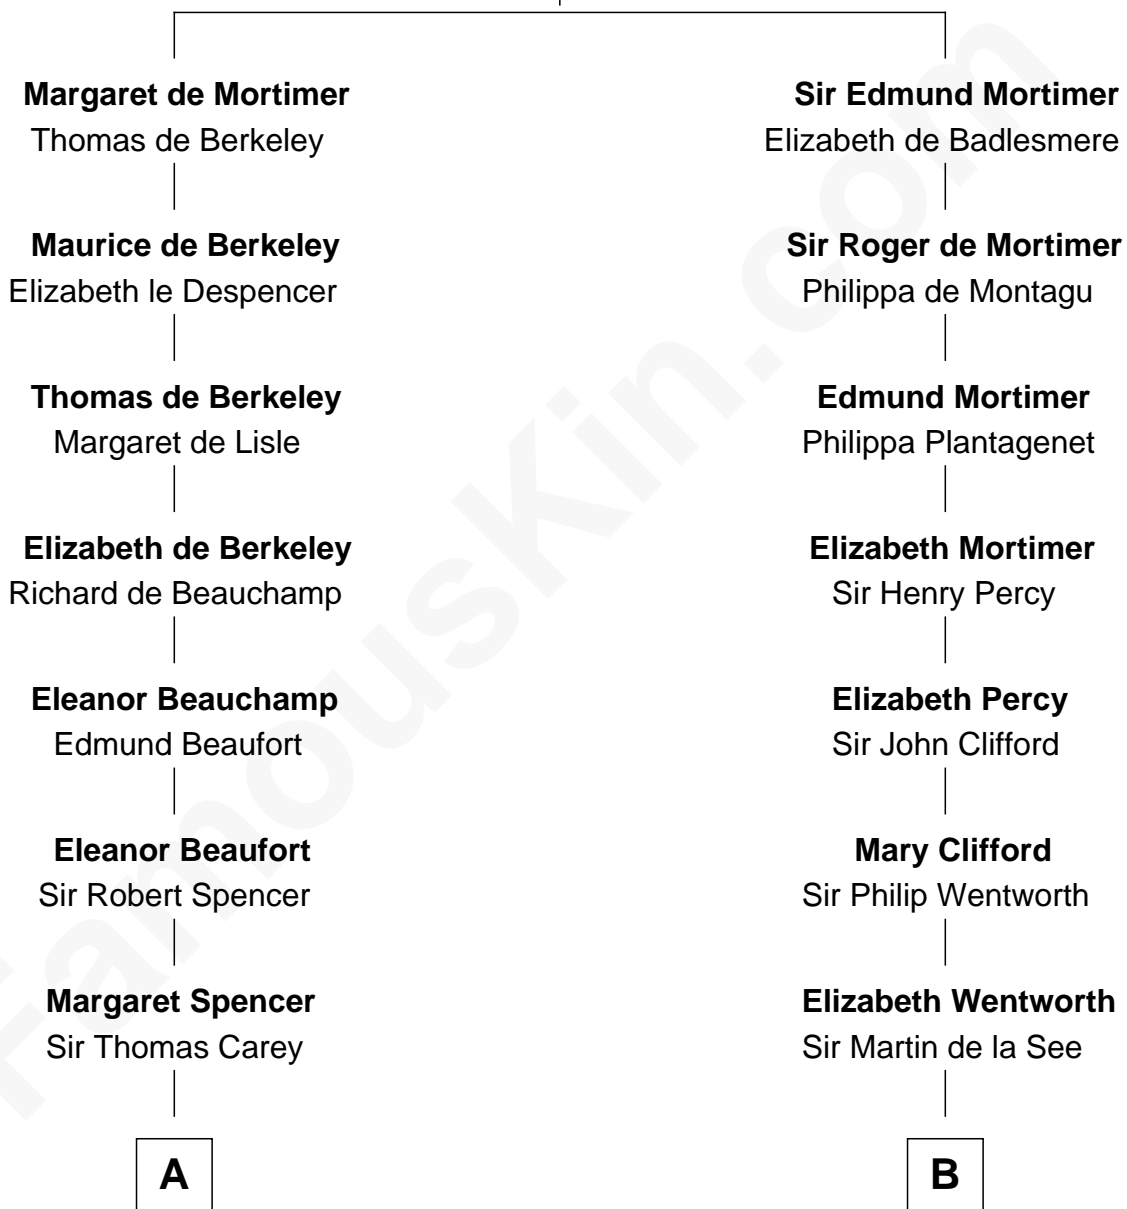 Margaret de Mortimer
Thomas de Berkeley
Maurice de Berkeley
Elizabeth le Despencer
Thomas de Berkeley
Margaret de Lisle
Elizabeth de Berkeley
Richard de Beauchamp
Eleanor Beauchamp
Edmund Beaufort
Eleanor Beaufort
Sir Robert Spencer
Margaret Spencer
Sir Thomas Carey
A
Sir Edmund Mortimer
Elizabeth de Badlesmere
Sir Roger de Mortimer
Philippa de Montagu
Edmund Mortimer
Philippa Plantagenet
Elizabeth Mortimer
Sir Henry Percy
Elizabeth Percy
Sir John Clifford
Mary Clifford
Sir Philip Wentworth
Elizabeth Wentworth
Sir Martin de la See
B
FamousKin.com